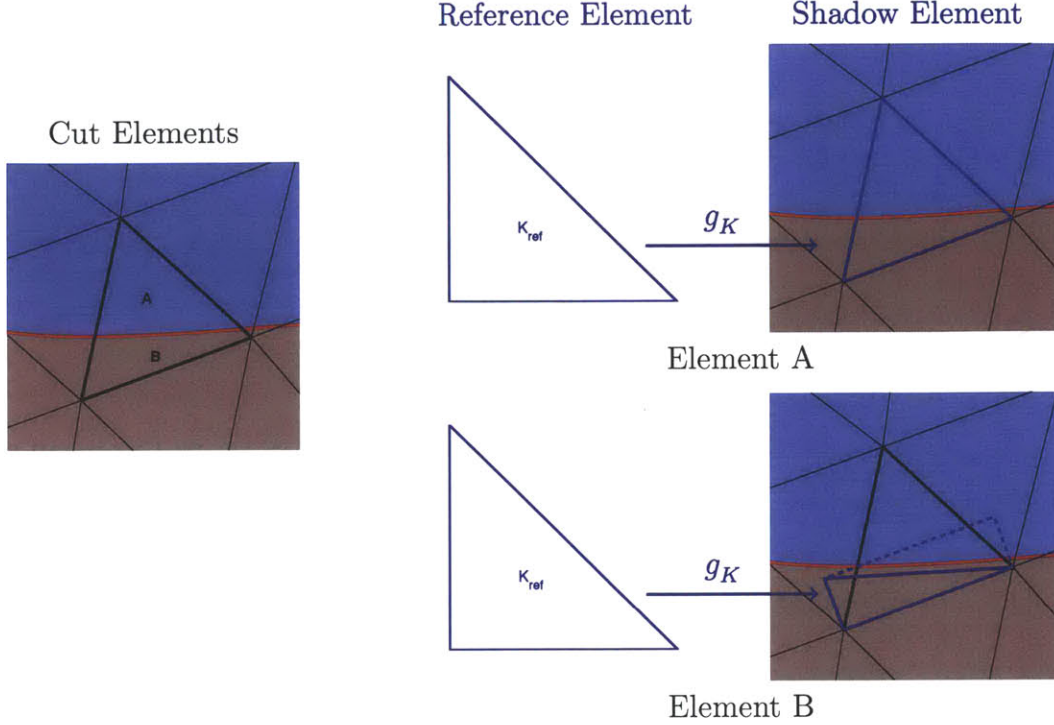 Reference Element
Shadow Element
Cut Elements
A
B
K_ref
g_K
Element A
K_ref
g_K
Element B